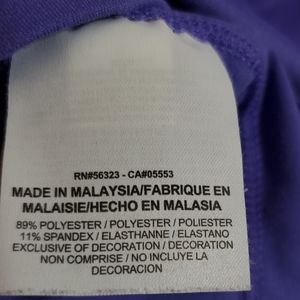 RN#56323 - CA#05553
MADE IN MALAYSIA/FABRIQUE EN
MALAISIE/HECHO EN MALASIA
89% POLYESTER / POLYESTER / POLIESTER
11% SPANDEX / ELASTHANNE / ELASTANO
EXCLUSIVE OF DECORATION / DECORATION
NON COMPRISE / NO INCLUYE LA
DECORACIÓN